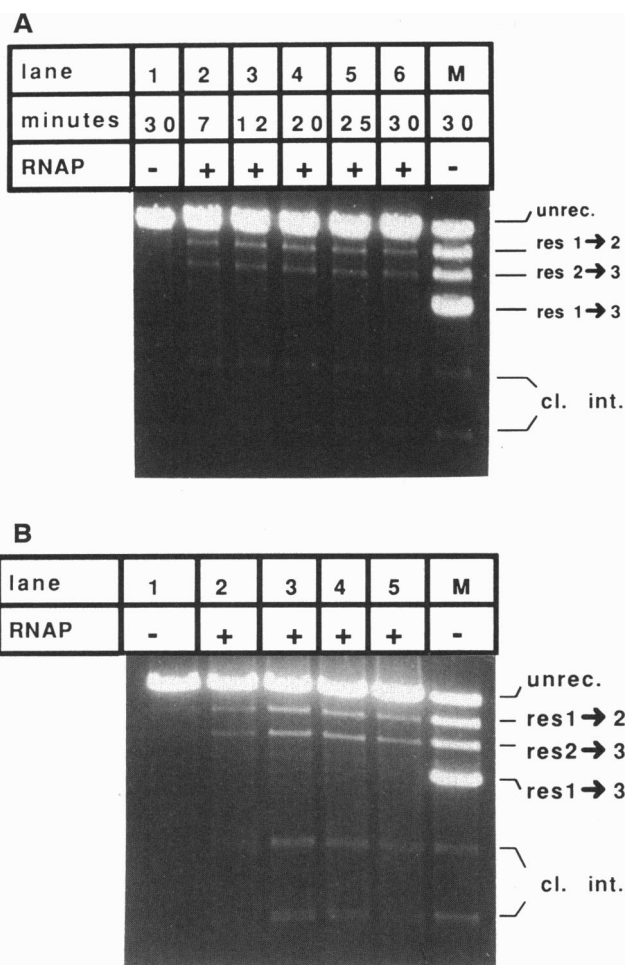 A
lane 1 2 3 4 5 6 M
minutes 30 7 12 20 25 30 30
RNAP - + + + + + -
unrec.
res 1→2
res 2→3
res 1→3
cl. int.
B
lane 1 2 3 4 5 M
RNAP - + + + + -
unrec.
res1→2
res2→3
res1→3
cl. int.